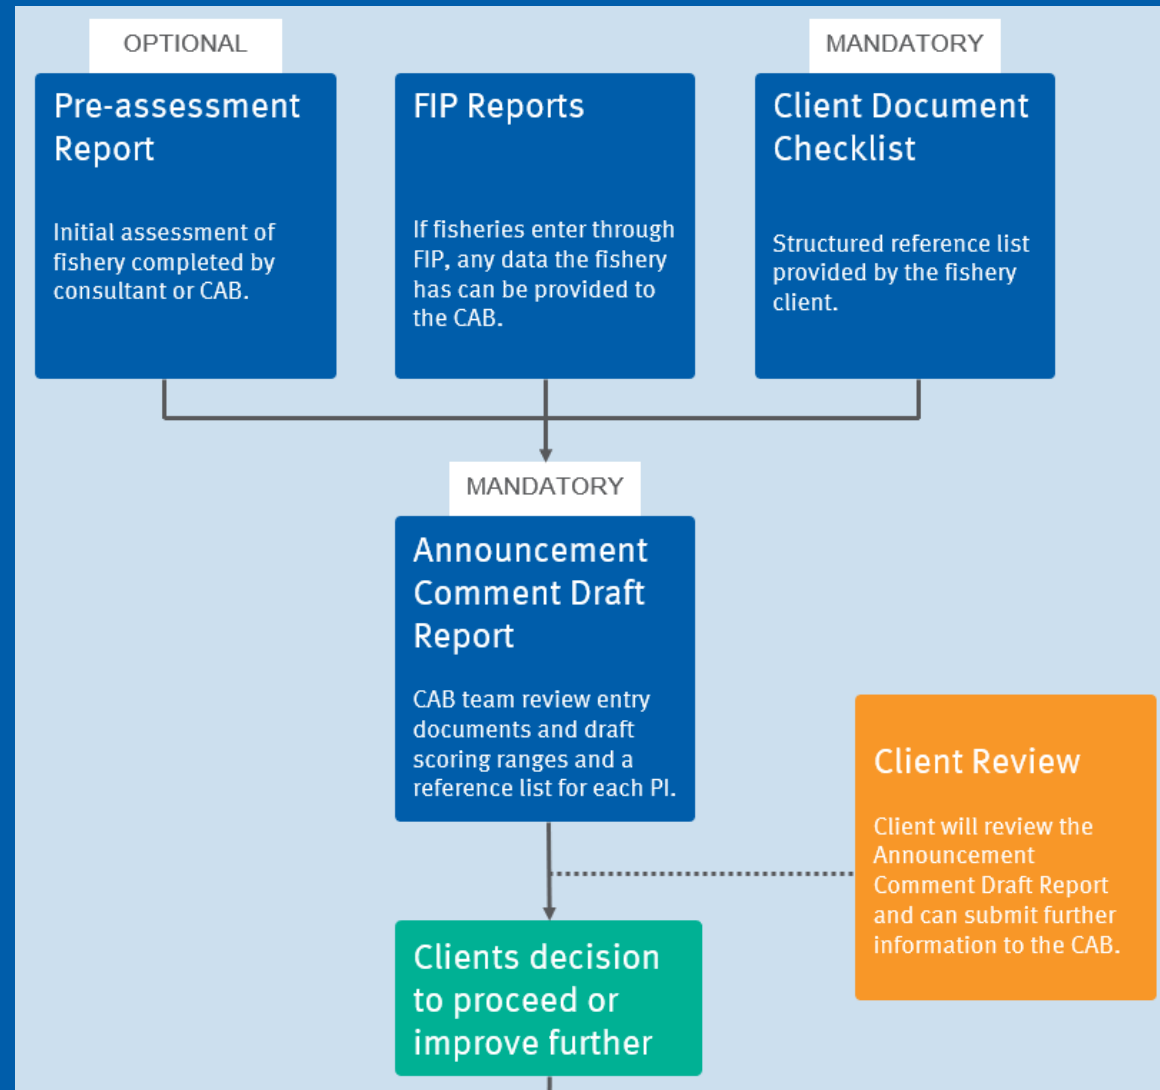 OPTIONAL
Pre-assessment
Report
Initial assessment of
fishery completed by
consultant or CAB.
FIP Reports
If fisheries enter through
FIP, any data the fishery
has can be provided to
the CAB.
MANDATORY
Client Document
Checklist
Structured reference list
provided by the fishery
client.
MANDATORY
Announcement
Comment Draft
Report
CAB team review entry
documents and draft
scoring ranges and a
reference list for each PI.
Client Review
Client will review the
Announcement
Comment Draft Report
and can submit further
information to the CAB.
Clients decision
to proceed or
improve further